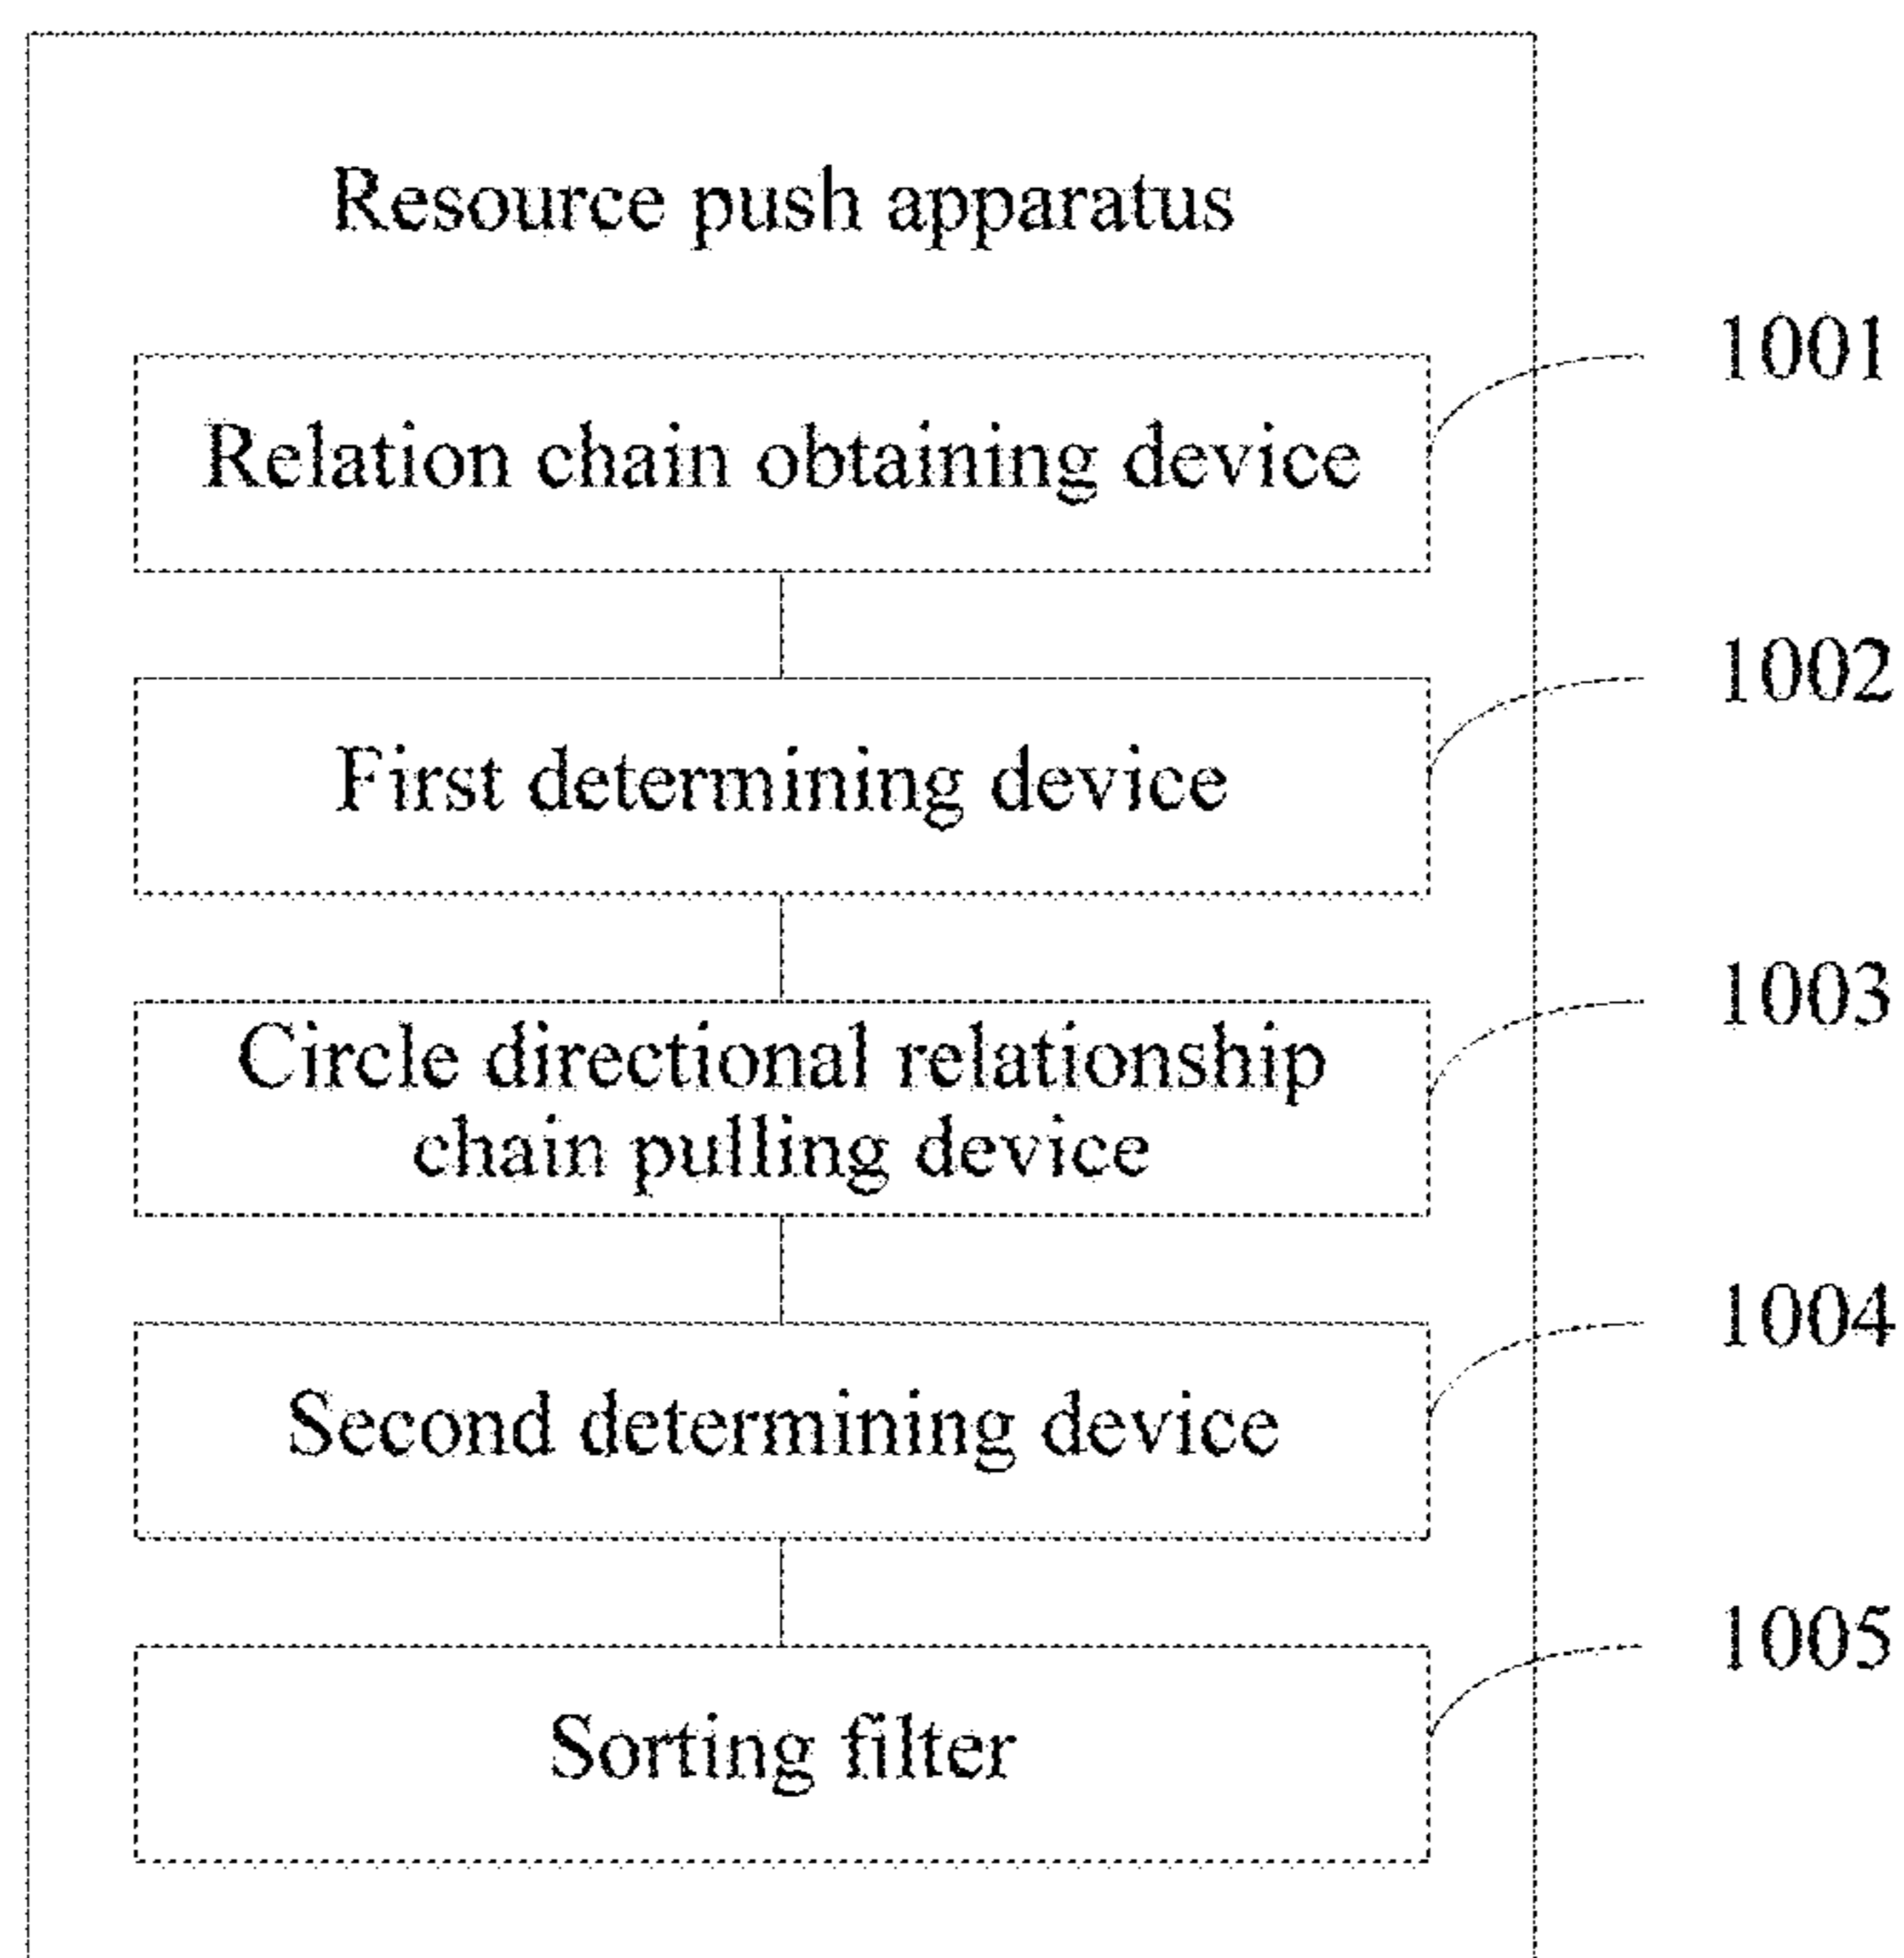 Resource push apparatus
1001
Relation chain obtaining device
1002
First determining device
1003
Circle directional relationship
chain pulling device
1004
Second determining device
1005
Sorting filter